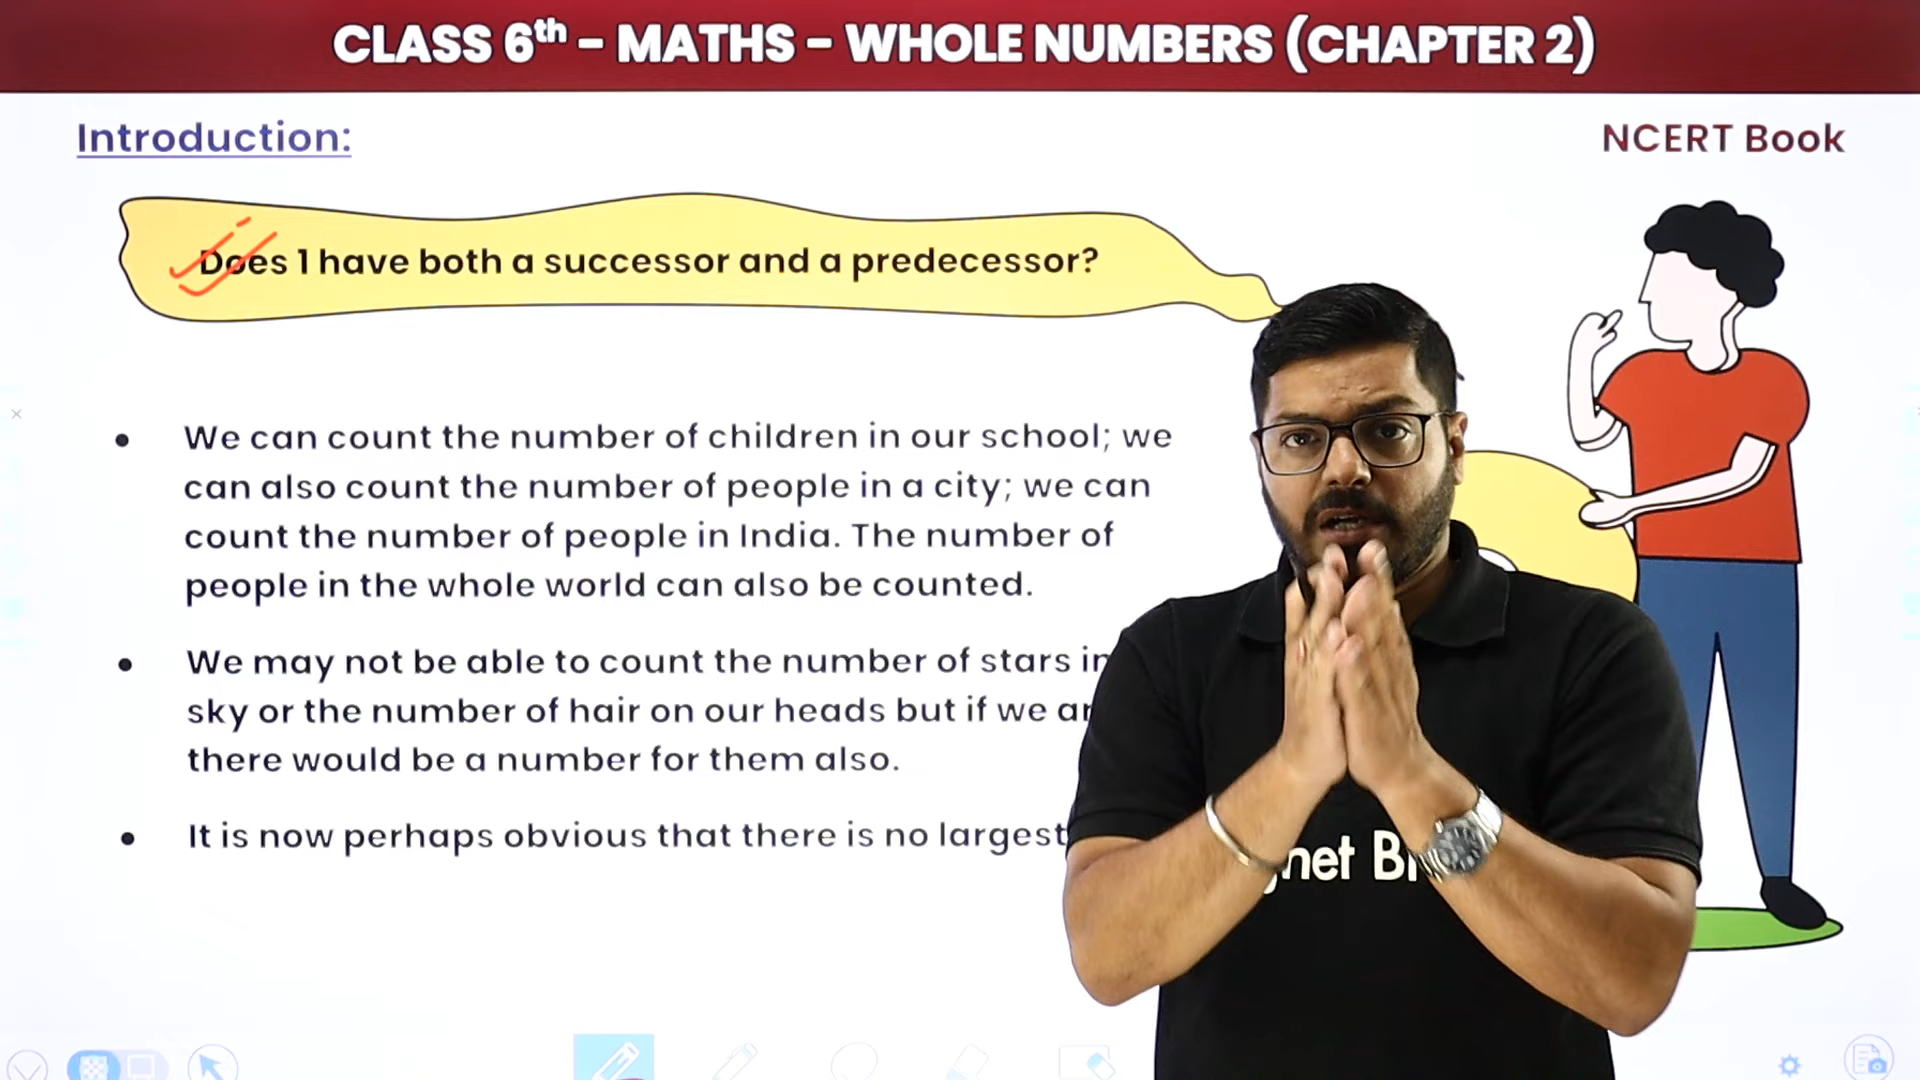 CLASS 6th - MATHS - WHOLE NUMBERS (CHAPTER 2)
Introduction:
NCERT Book
Does 1 have both a successor and a predecessor?
• We can count the number of children in our school; we
can also count the number of people in a city; we can
count the number of people in India. The number of
people in the whole world can also be counted.
• We may not be able to count the number of stars in
sky or the number of hair on our heads but if we
there would be a number for them also.
• It is now perhaps obvious that there is no largest